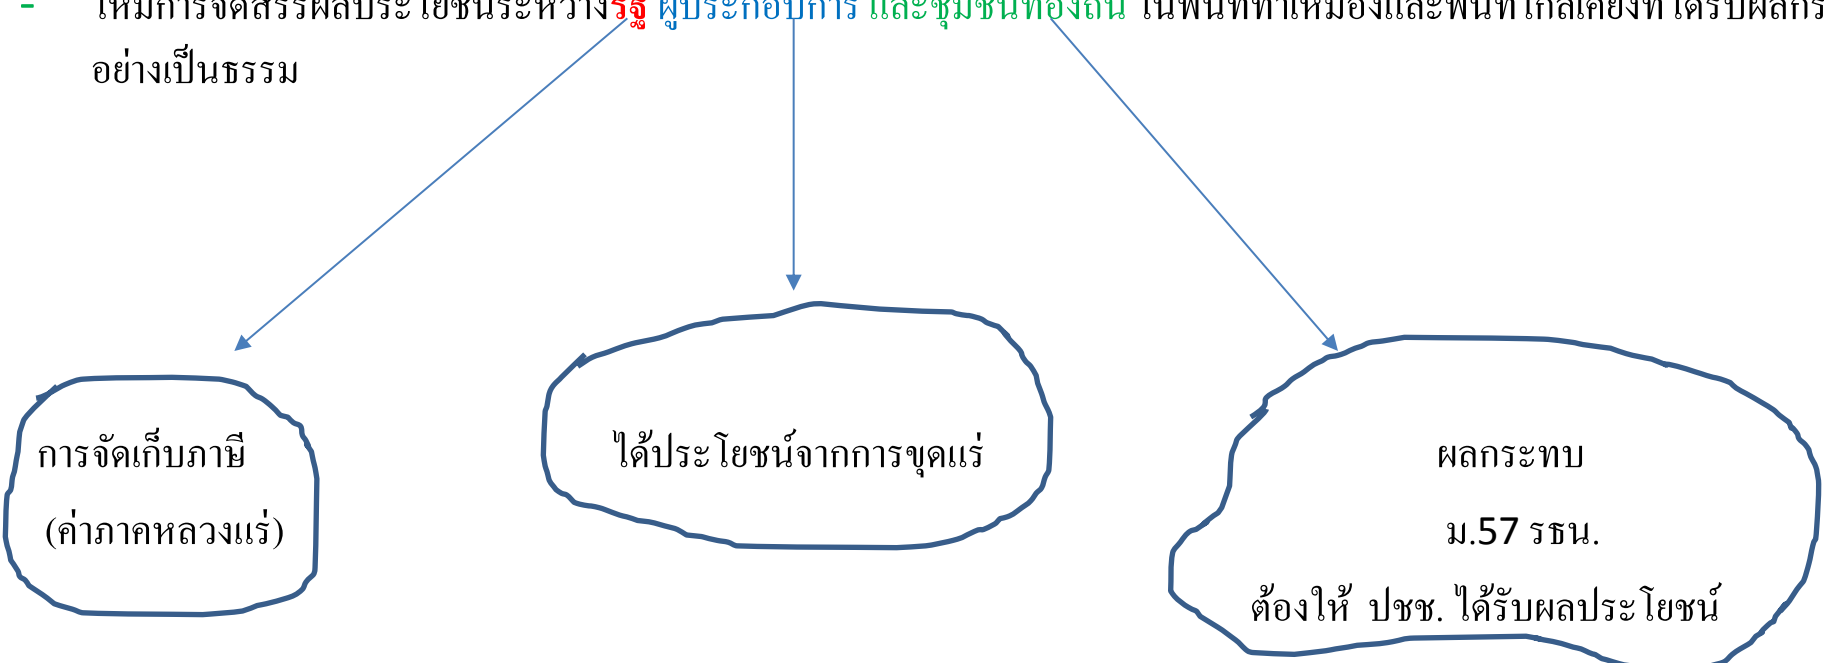 - ให้มีการจัดสรรผลประโยชน์ระหว่างรัฐ ผู้ประกอบการ และชุมชนท้องถิ่น ในพื้นที่ทำเหมืองและพื้นที่ใกล้เคียงที่ได้รับผลกร
อย่างเป็นธรรม
การจัดเก็บภาษี
(ค่าภาคหลวงแร่)
ได้ประโยชน์จากการขุดแร่
ผลกระทบ
ม.57 รธน.
ต้องให้ ปชช. ได้รับผลประโยชน์